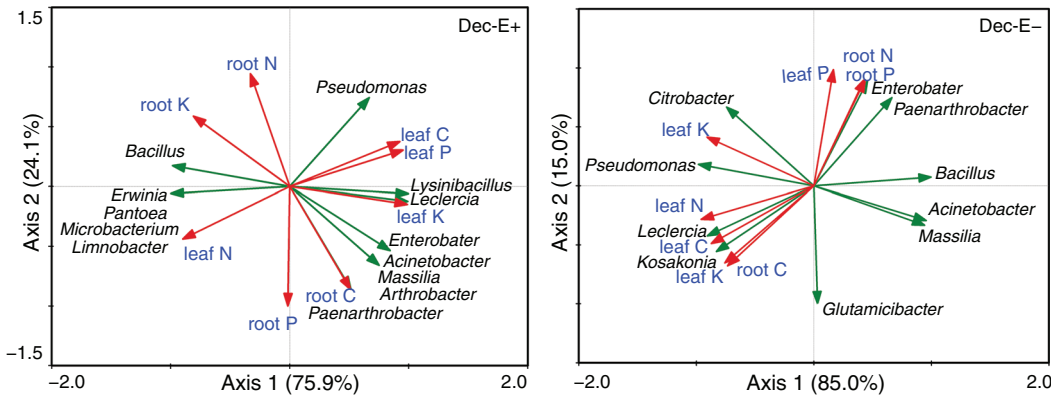 1.5
Dec-E+
root N
Pseudomonas
root K
leaf C
leaf P
Bacillus
Lysinibacillus
Leclercia
Erwinia
leaf K
Pantoea
Microbacterium
Limnobacter
leaf N
Enterobater
Acinetobacter
Massilia
Arthrobacter
root C
Paenarthrobacter
root P
Axis 2 (24.1%)
−1.5
−2.0
Axis 1 (75.9%)
2.0
Dec-E−
root N
leaf P
root P
Enterobater
Citrobacter
Paenarthrobacter
leaf K
Pseudomonas
Bacillus
leaf N
Acinetobacter
Leclercia
Massilia
leaf C
Kosakonia
root C
leaf K
Glutamicibacter
Axis 2 (15.0%)
−2.0
Axis 1 (85.0%)
2.0